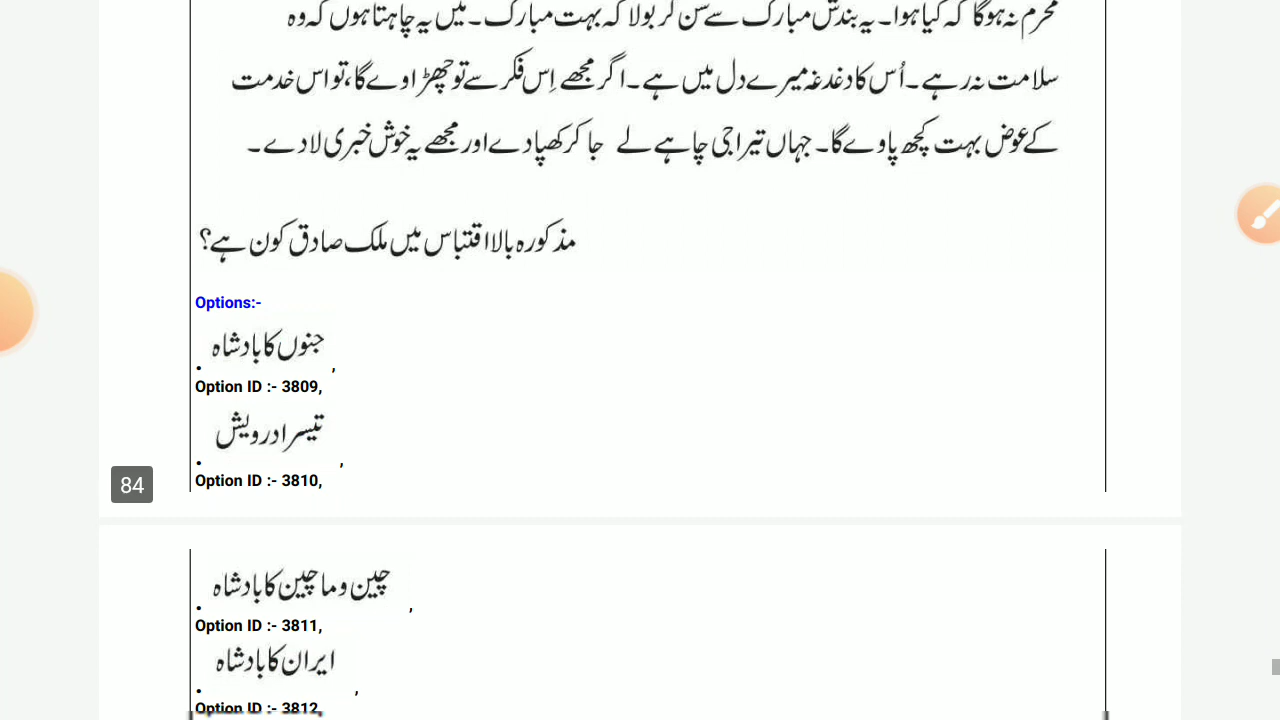 محرم نہ ہوگا کہ کیا ہوا۔ یہ بندش مبارک سے سن کر بولا کہ بہت مبارک۔ میں یہ چاہتا ہوں کہ وہ
سلامت نہ رہے۔ اُس کا دغدغہ میرے دل میں ہے۔ اگر مجھے اِس فکر سے تو چھڑاوے گا، تو اس خدمت
کے عوض بہت کچھ پاوے گا۔ جہاں تیرا جی چاہے لے جا کر کھپا دے اور مجھے یہ خوش خبری لا دے۔
مذکورہ بالا اقتباس میں ملک صادق کون ہے؟
Options:-
جنوں کا بادشاہ
• ,
Option ID :- 3809,
تیسرا درویش
• ,
Option ID :- 3810,
84
چین و ماچین کا بادشاہ
• ,
Option ID :- 3811,
ایران کا بادشاہ
• ,
Option ID :- 3812,